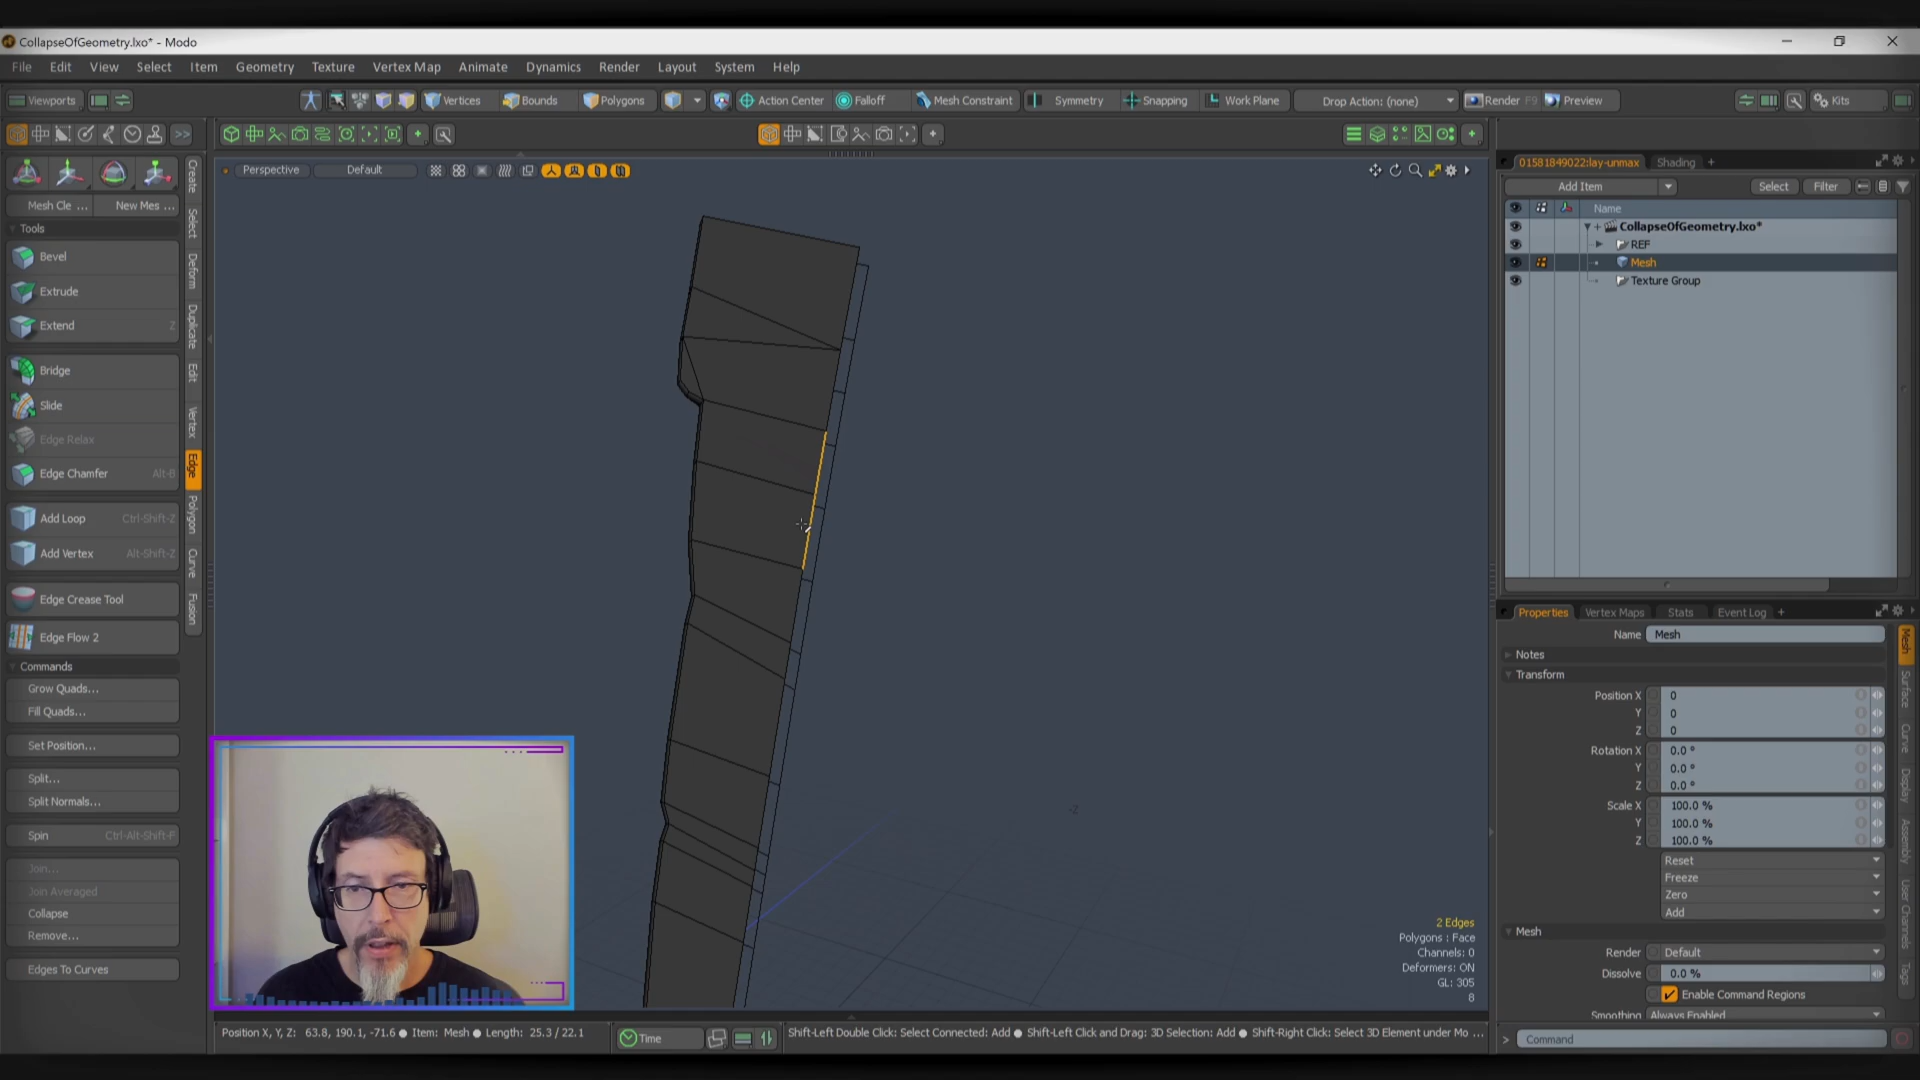 CollapseOfGeometry.lxo* - Modo
File Edit View Select Item Geometry Texture Vertex Map Animate Dynamics Render Layout System Help
Viewports Vertices Bounds Polygons Action Center Falloff Mesh Constraint Symmetry Snapping Work Plane Drop Action: (none) Render F9 Preview Kits
Perspective Default
01581849022:lay-unmax Shading +
Add Item Select Filter
Name
CollapseOfGeometry.lxo*
REF
Mesh
Texture Group
Mesh Cle ... New Mes ...
Tools
Bevel
Extrude
Extend Z
Bridge
Slide
Edge Relax
Edge Chamfer Alt-B
Add Loop Ctrl-Shift-Z
Add Vertex Alt-Shift-Z
Edge Crease Tool
Edge Flow 2
Commands
Grow Quads...
Fill Quads...
Set Position...
Split...
Split Normals...
Spin Ctrl-Alt-Shift-F
Join...
Join Averaged
Collapse
Remove...
Edges To Curves
Create
Select
Deform
Duplicate
Edit
Vertex
Edge
Polygon
Curve
Fusion
-Z
2 Edges
Polygons : Face
Channels: 0
Deformers: ON
GL: 305
8
Properties Vertex Maps Stats Event Log +
Name Mesh
Notes
Transform
Position X 0
Y 0
Z 0
Rotation X 0.0 °
Y 0.0 °
Z 0.0 °
Scale X 100.0 %
Y 100.0 %
Z 100.0 %
Reset
Freeze
Zero
Add
Mesh
Render Default
Dissolve 0.0 %
Enable Command Regions
Smoothing Always Enabled
Mesh
Surface
Curve
Display
Assembly
User Channels
Tags
Position X, Y, Z: 63.8, 190.1, -71.6 ● Item: Mesh ● Length: 25.3 / 22.1
Time
Shift-Left Double Click: Select Connected: Add ● Shift-Left Click and Drag: 3D Selection: Add ● Shift-Right Click: Select 3D Element under Mo ...
> Command